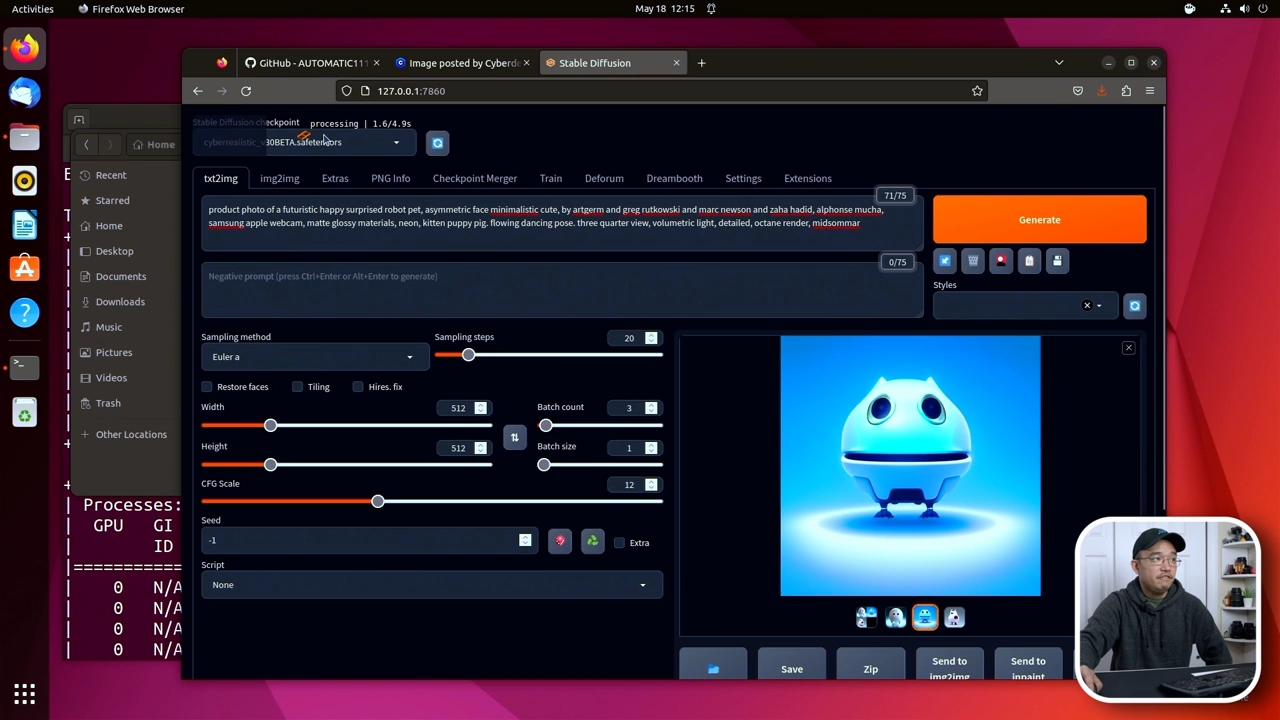 Activities
Firefox Web Browser
May 18 12:15
GitHub - AUTOMATIC111
Image posted by Cyberde
Stable Diffusion
127.0.0.1:7860
Stable Diffusion checkpoint
processing | 1.6/4.9s
cyberrealistic_v30BETA.safetensors
Home
Recent
Starred
Home
Desktop
Documents
Downloads
Music
Pictures
Videos
Trash
Other Locations
txt2img
img2img
Extras
PNG Info
Checkpoint Merger
Train
Deforum
Dreambooth
Settings
Extensions
71/75
product photo of a futuristic happy surprised robot pet, asymmetric face minimalistic cute, by artgerm and greg rutkowski and marc newson and zaha hadid, alphonse mucha,
samsung apple webcam, matte glossy materials, neon, kitten puppy pig. flowing dancing pose. three quarter view, volumetric light, detailed, octane render, midsommar
Generate
0/75
Negative prompt (press Ctrl+Enter or Alt+Enter to generate)
Styles
Sampling method
Euler a
Sampling steps
20
Restore faces
Tiling
Hires. fix
Width
512
Batch count
3
Height
512
Batch size
1
CFG Scale
12
Seed
-1
Extra
Script
None
Save
Zip
Send to
img2img
Send to
inpaint
Processes:
GPU GI
ID
0 N/A
0 N/A
0 N/A
0 N/A